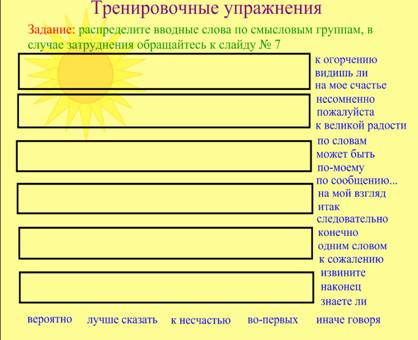 Тренировочные упражнения
Задание: распределите вводные слова по смысловым группам, в
случае затруднения обращайтесь к слайду № 7
к огорчению
видишь ли
на мое счастье
несомненно
пожалуйста
к великой радости
по словам
может быть
по-моему
по сообщению...
на мой взгляд
итак
следовательно
конечно
одним словом
к сожалению
извините
наконец
знаете ли
вероятно лучше сказать к несчастью во-первых иначе говоря